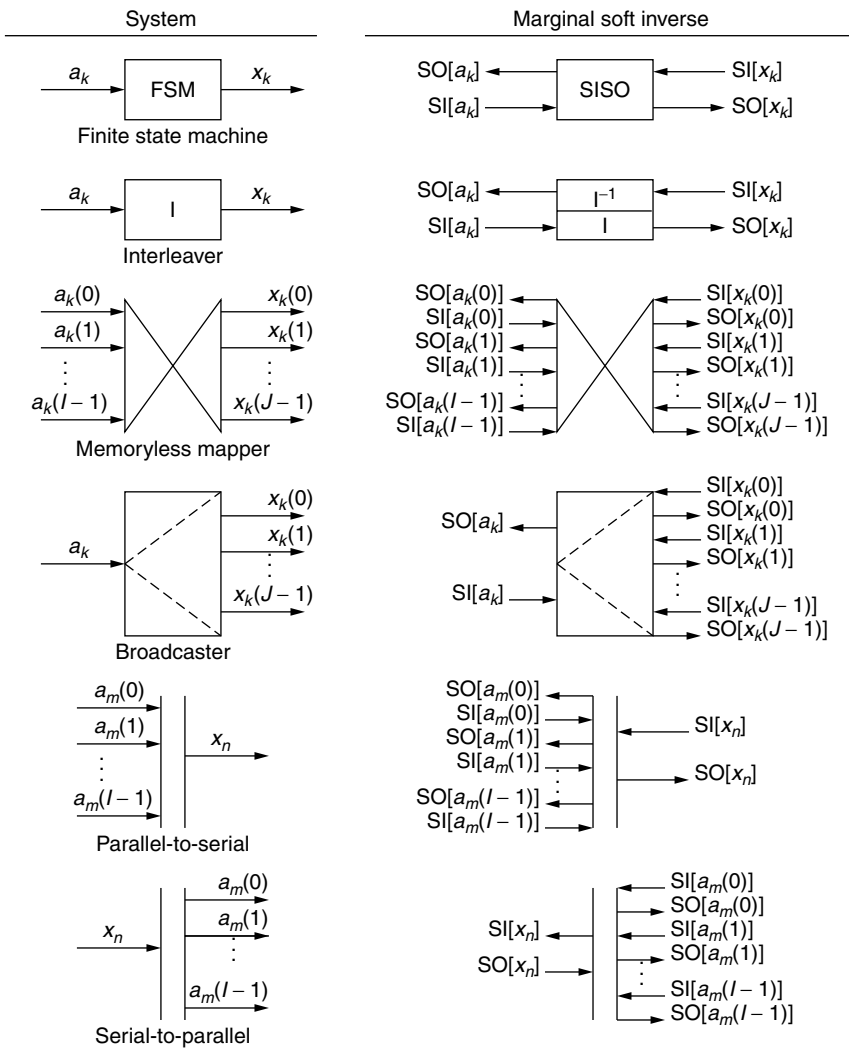 System Marginal soft inverse
a_k FSM x_k
Finite state machine
SO[a_k] SISO SI[x_k]
SI[a_k] SO[x_k]
a_k I x_k
Interleaver
SO[a_k] I⁻¹ SI[x_k]
SI[a_k] I SO[x_k]
a_k(0) x_k(0)
a_k(1) x_k(1)
⋮ ⋮
a_k(I − 1) x_k(J − 1)
Memoryless mapper
SO[a_k(0)] SI[x_k(0)]
SI[a_k(0)] SO[x_k(0)]
SO[a_k(1)] SI[x_k(1)]
SI[a_k(1)] SO[x_k(1)]
⋮ ⋮
SO[a_k(I − 1)] SI[x_k(J − 1)]
SI[a_k(I − 1)] SO[x_k(J − 1)]
x_k(0)
a_k x_k(1)
⋮
x_k(J − 1)
Broadcaster
SI[x_k(0)]
SO[a_k] SO[x_k(0)]
SI[x_k(1)]
SO[x_k(1)]
SI[a_k] ⋮
SI[x_k(J − 1)]
SO[x_k(J − 1)]
a_m(0)
a_m(1) x_n
⋮
a_m(I − 1)
Parallel-to-serial
SO[a_m(0)]
SI[a_m(0)] SI[x_n]
SO[a_m(1)]
SI[a_m(1)] SO[x_n]
⋮
SO[a_m(I − 1)]
SI[a_m(I − 1)]
a_m(0)
x_n a_m(1)
⋮
a_m(I − 1)
Serial-to-parallel
SI[a_m(0)]
SO[a_m(0)]
SI[x_n] SI[a_m(1)]
SO[x_n] SO[a_m(1)]
⋮
SI[a_m(I − 1)]
SO[a_m(I − 1)]